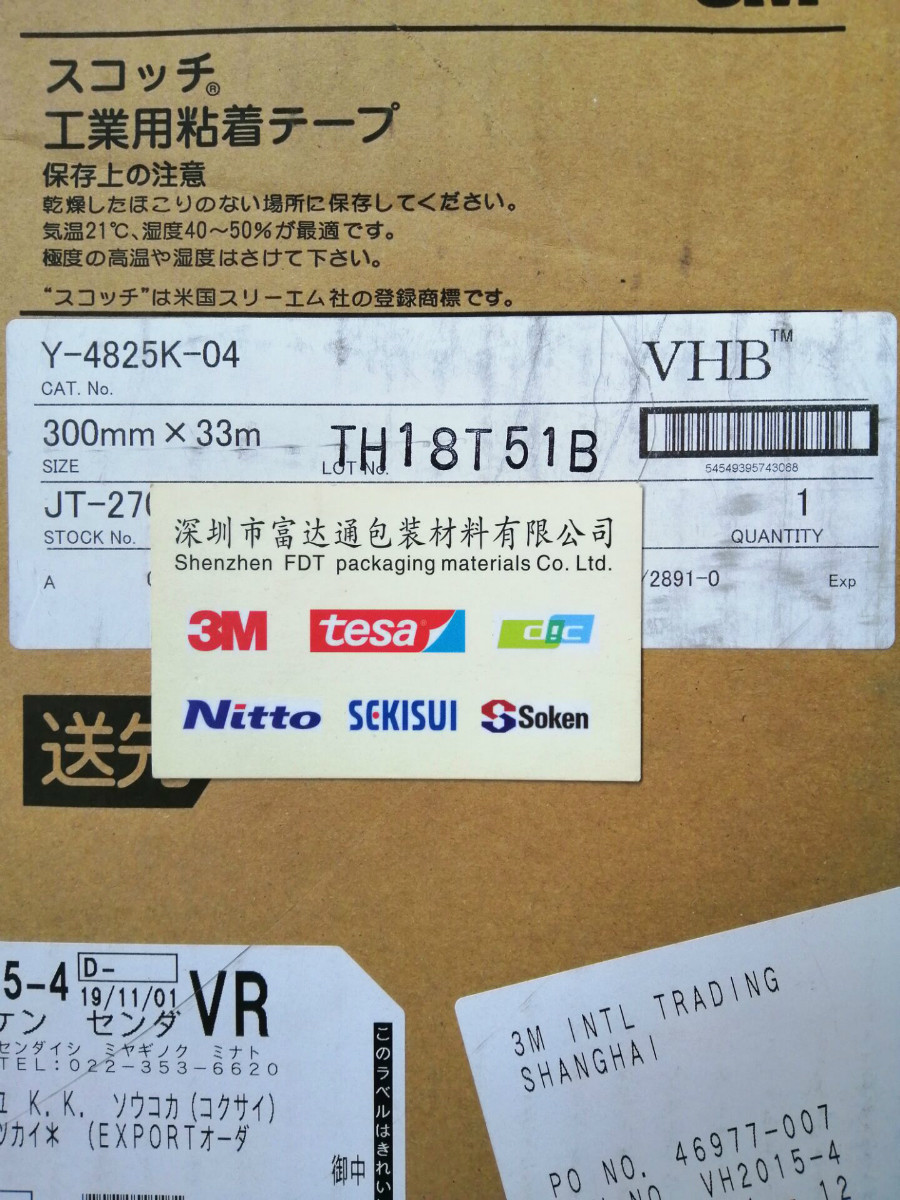 スコッチ®
工業用粘着テープ
保存上の注意
乾燥したほこりのない場所に保存してください。
気温21℃、湿度40～50%が最適です。
極度の高温や湿度はさけて下さい。
"スコッチ"は米国スリーエム社の登録商標です。
Y-4825K-04
CAT. No.
VHB™
300mm×33m
SIZE
TH18T51B
LOT No.
54549395743068
JT-270
STOCK No.
1
QUANTITY
A
/2891-0
Exp
深圳市富达通包装材料有限公司
Shenzhen FDT packaging materials Co. Ltd.
3M tesa dic
Nitto SEKISUI Soken
送先
5-4
D-
19/11/01
VR
ケン センダ
センダイシ ミヤギノク ミナト
TEL:022-353-6620
K.K. ソウコカ(コクサイ)
ツカイ* (EXPORTオーダ
御中
このラベルはきれい
3M INTL TRADING
SHANGHAI
PO NO. 46977-007
NO. VH2015-4
12